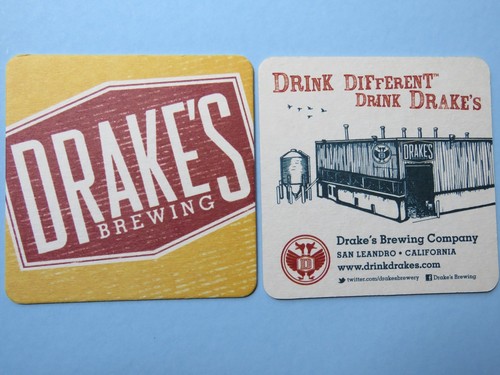 DRAKE'S
BREWING
DRINK DIFFERENT™
DRINK DRAKE'S
DRAKE'S
D
Drake's Brewing Company
SAN LEANDRO • CALIFORNIA
www.drinkdrakes.com
twitter.com/drakesbrewery
Drake's Brewing